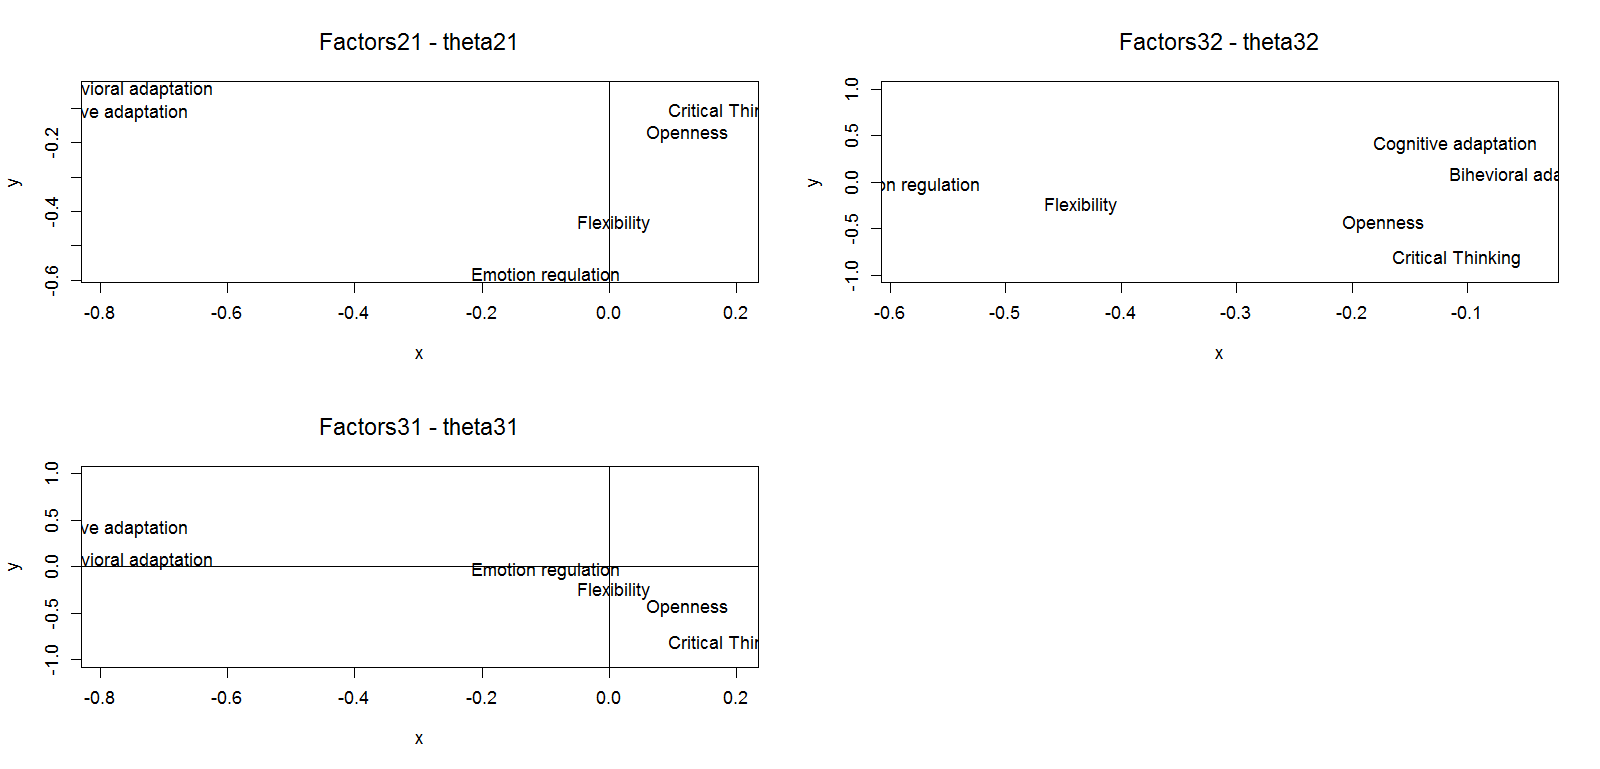 Factors21 - theta21
vioral adaptation
ve adaptation
Critical Thin
Openness
Flexibility
Emotion regulation
y
-0.2
-0.4
-0.6
-0.8
-0.6
-0.4
-0.2
0.0
0.2
x
Factors32 - theta32
Cognitive adaptation
Bihevioral ada
on regulation
Flexibility
Openness
Critical Thinking
y
1.0
0.5
0.0
-0.5
-1.0
-0.6
-0.5
-0.4
-0.3
-0.2
-0.1
x
Factors31 - theta31
ve adaptation
vioral adaptation
Emotion regulation
Flexibility
Openness
Critical Thin
y
1.0
0.5
0.0
-0.5
-1.0
-0.8
-0.6
-0.4
-0.2
0.0
0.2
x